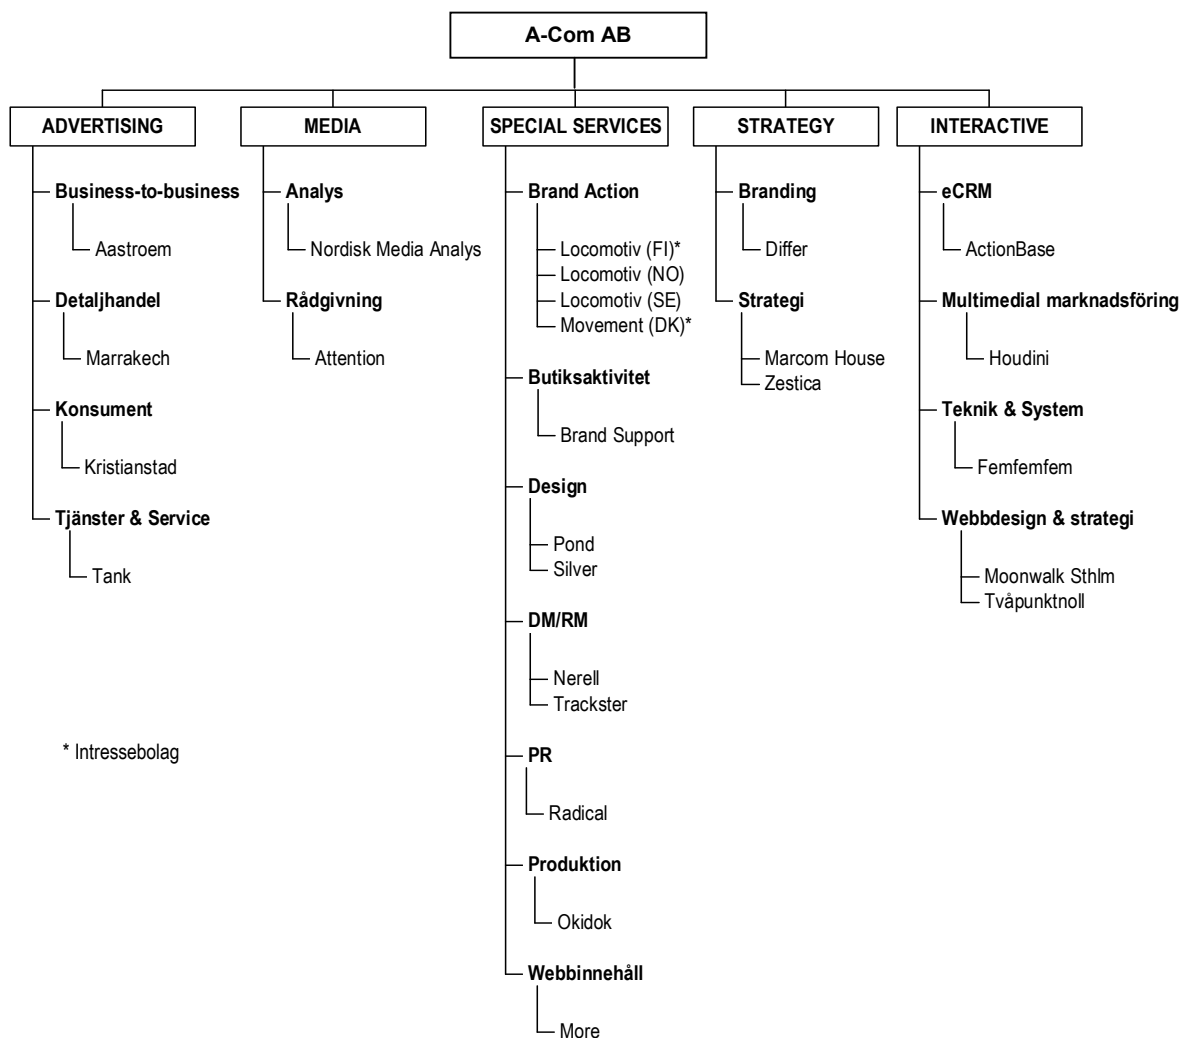 A-Com AB
ADVERTISING
Business-to-business
Aastroem
Detaljhandel
Marrakech
Konsument
Kristianstad
Tjänster & Service
Tank
MEDIA
Analys
Nordisk Media Analys
Rådgivning
Attention
SPECIAL SERVICES
Brand Action
Locomotiv (FI)*
Locomotiv (NO)
Locomotiv (SE)
Movement (DK)*
Butiksaktivitet
Brand Support
Design
Pond
Silver
DM/RM
Nerell
Trackster
PR
Radical
Produktion
Okidok
Webbinnehåll
More
STRATEGY
Branding
Differ
Strategi
Marcom House
Zestica
INTERACTIVE
eCRM
ActionBase
Multimedial marknadsföring
Houdini
Teknik & System
Femfemfem
Webbdesign & strategi
Moonwalk Sthlm
Tvåpunktnoll
* Intressebolag